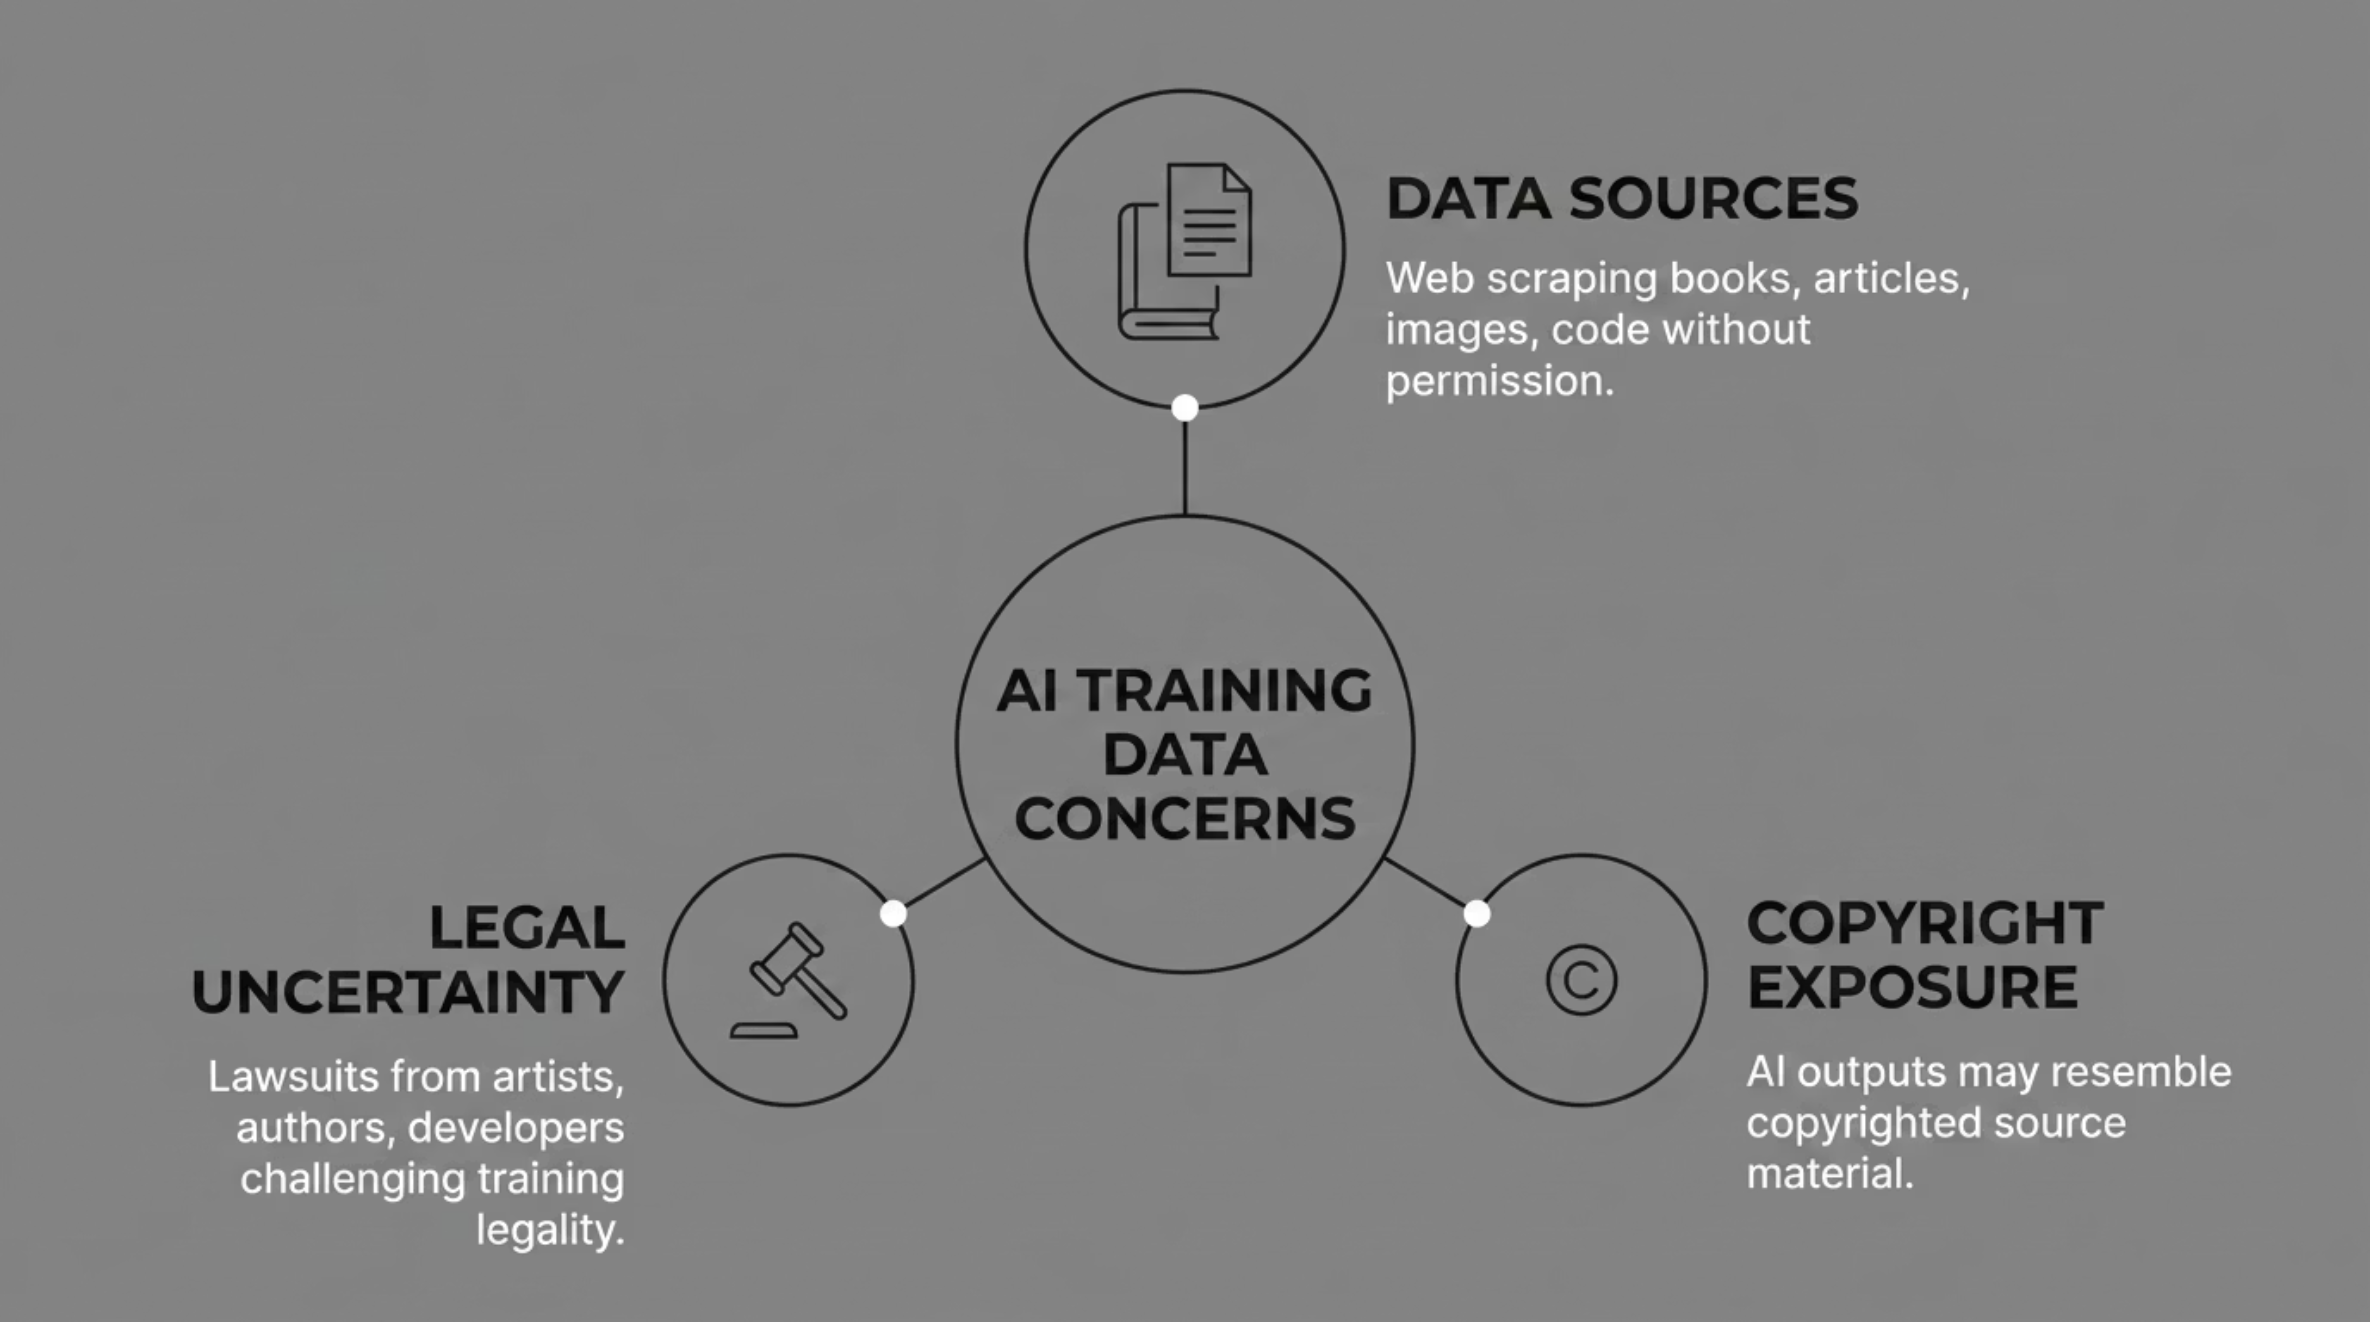 DATA SOURCES
Web scraping books, articles,
images, code without
permission.
AI TRAINING
DATA
CONCERNS
LEGAL
UNCERTAINTY
Lawsuits from artists,
authors, developers
challenging training
legality.
©
COPYRIGHT
EXPOSURE
AI outputs may resemble
copyrighted source
material.